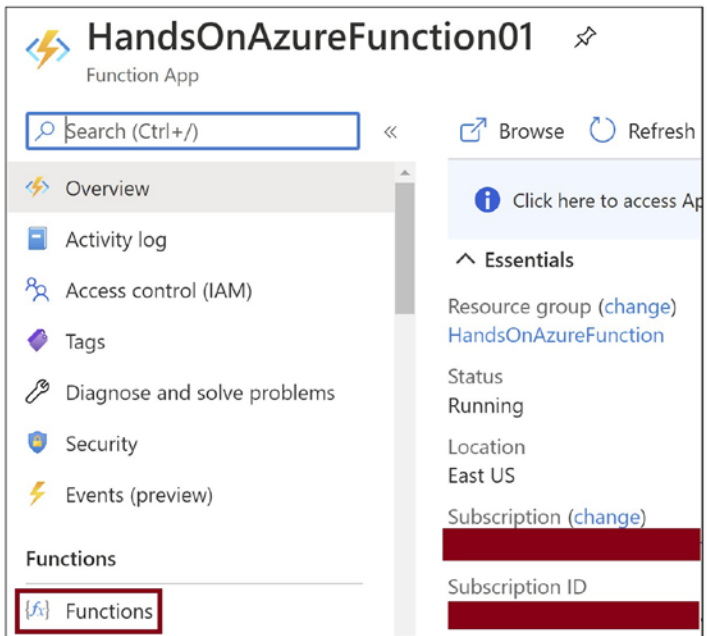 HandsOnAzureFunction01
Function App
Search (Ctrl+/)
«
Overview
Activity log
Access control (IAM)
Tags
Diagnose and solve problems
Security
Events (preview)
Functions
Functions
Browse
Refresh
Click here to access Ap
Essentials
Resource group (change)
HandsOnAzureFunction
Status
Running
Location
East US
Subscription (change)
Subscription ID